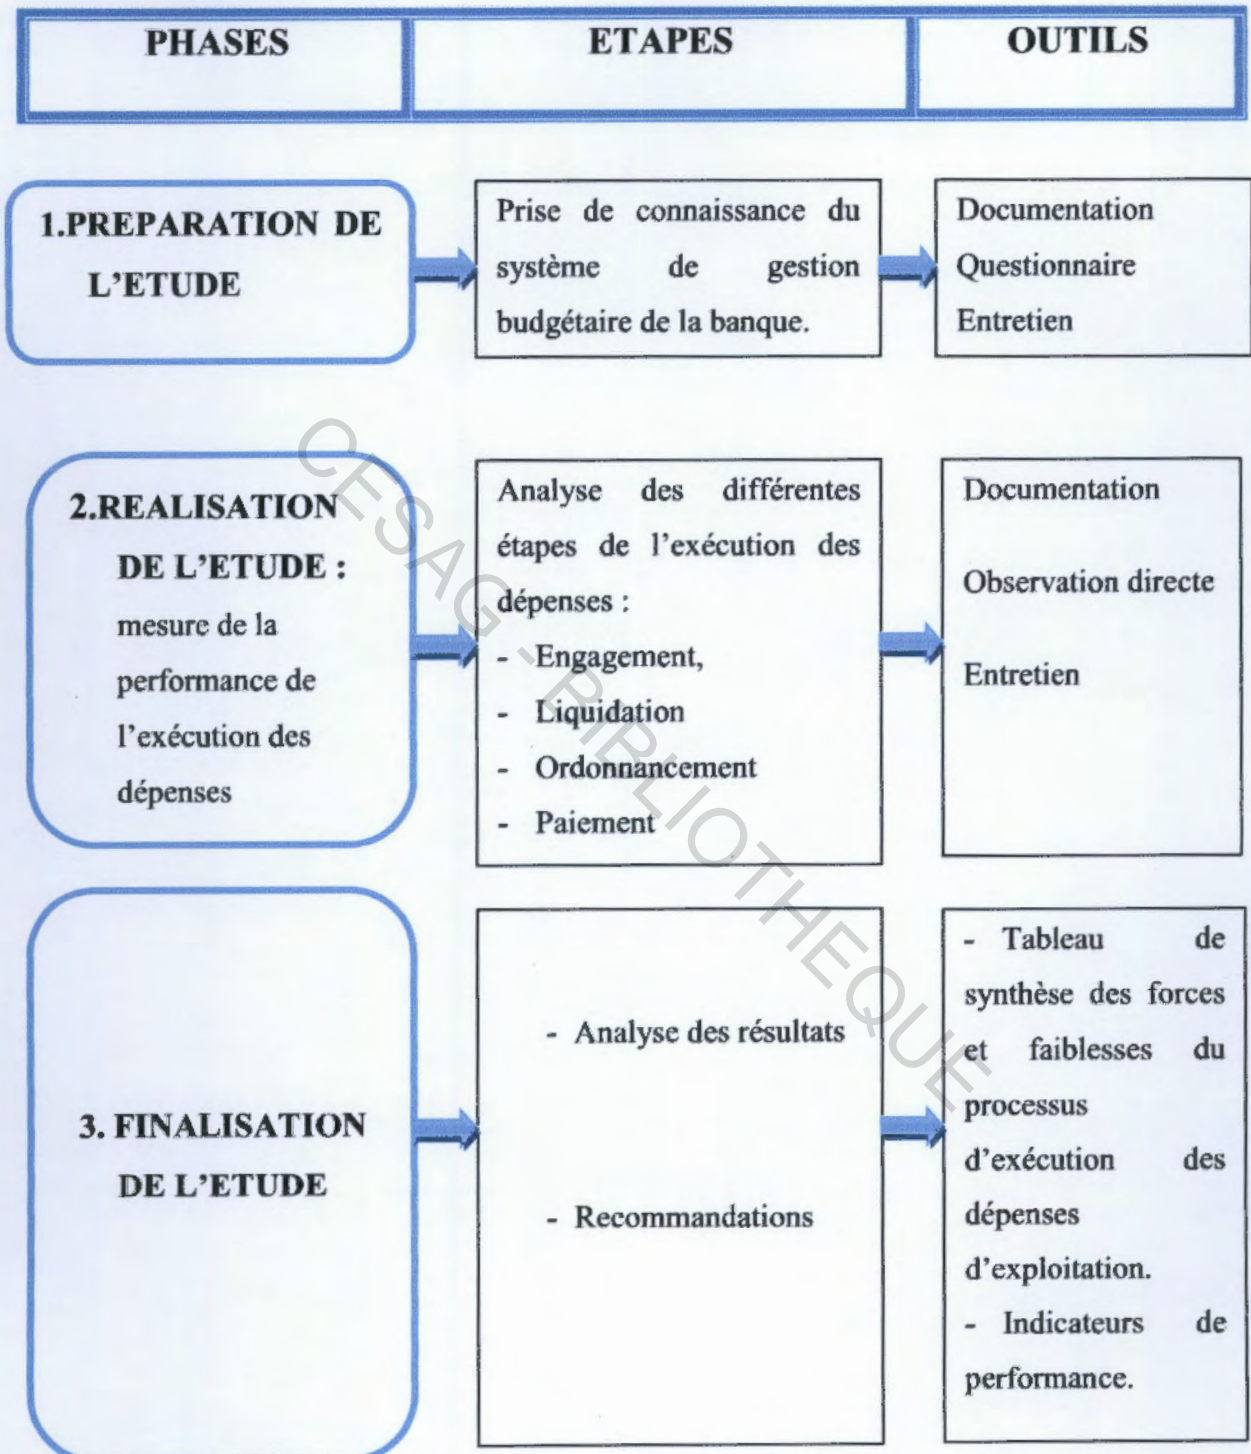 PHASES
ETAPES
OUTILS
1.PREPARATION DE
L'ETUDE
Prise de connaissance du
système de gestion
budgétaire de la banque.
Documentation
Questionnaire
Entretien
2.REALISATION
DE L'ETUDE :
mesure de la
performance de
l'exécution des
dépenses
Analyse des différentes
étapes de l'exécution des
dépenses :
- Engagement,
- Liquidation
- Ordonnancement
- Paiement
Documentation
Observation directe
Entretien
3. FINALISATION
DE L'ETUDE
- Analyse des résultats
- Recommandations
- Tableau de
synthèse des forces
et faiblesses du
processus
d'exécution des
dépenses
d'exploitation.
- Indicateurs de
performance.
CESAG - BIBLIOTHEQUE